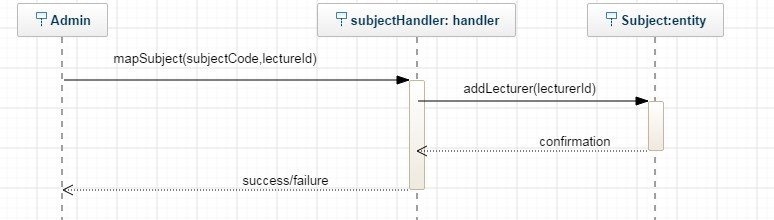 Admin
subjectHandler: handler
Subject:entity
mapSubject(subjectCode,lectureId)
addLecturer(lecturerId)
confirmation
success/failure